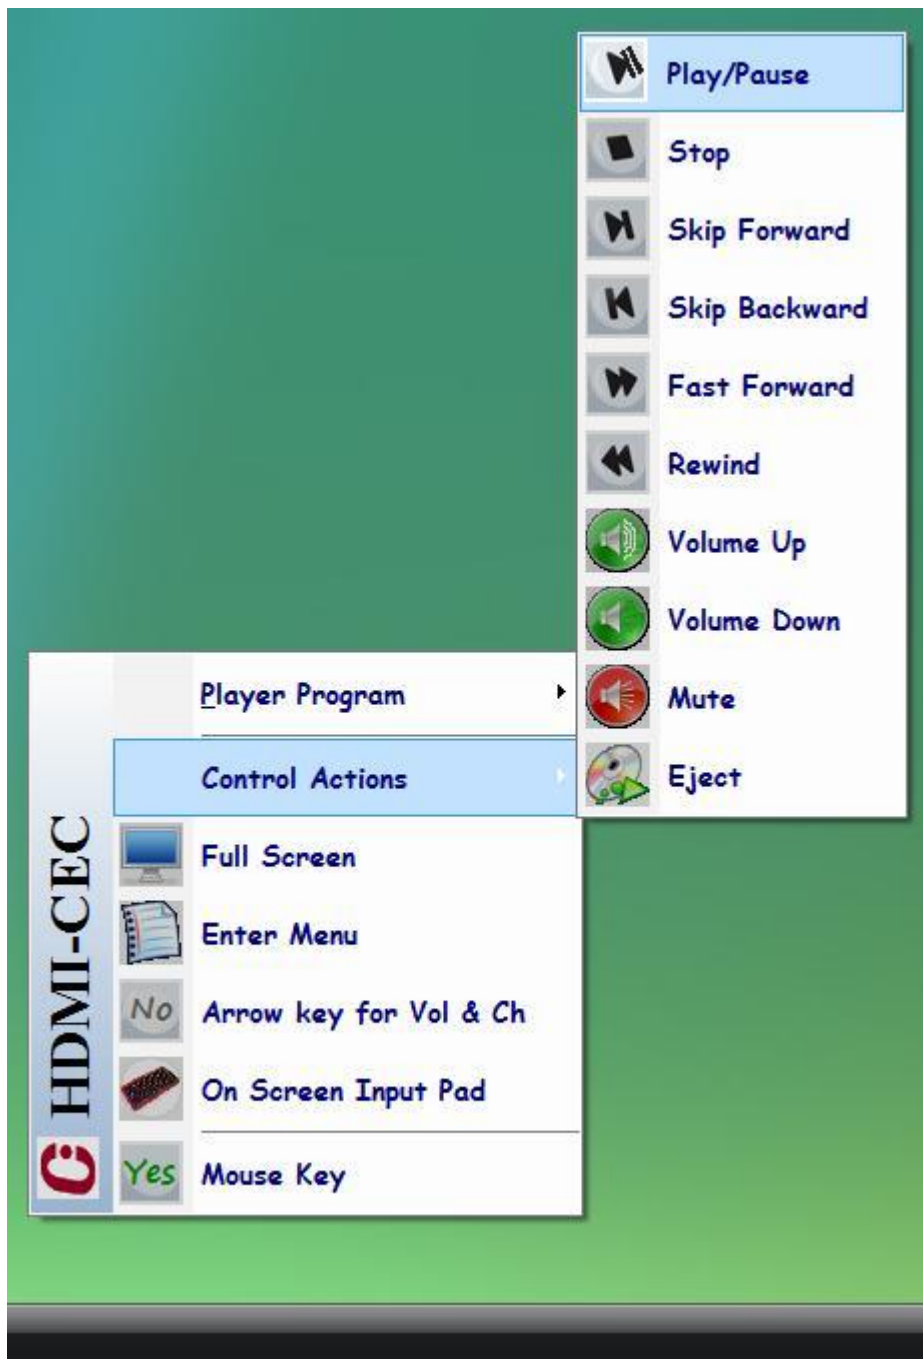 Play/Pause
Stop
Skip Forward
Skip Backward
Fast Forward
Rewind
Volume Up
Volume Down
Mute
Eject
Player Program
Control Actions
Full Screen
Enter Menu
No
Arrow key for Vol & Ch
On Screen Input Pad
Yes
Mouse Key
HDMI-CEC